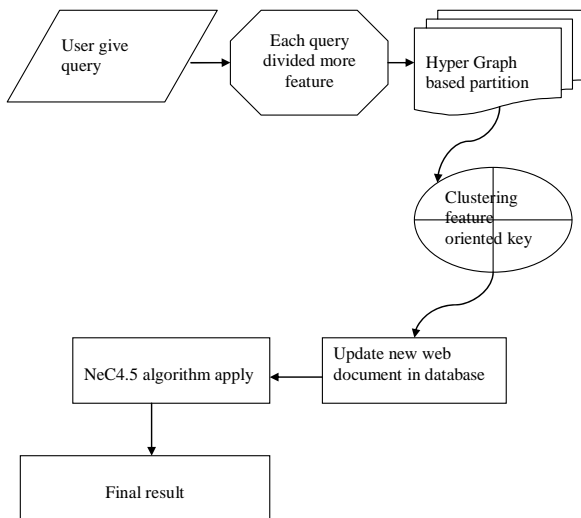 User give
query
Each query
divided more
feature
Hyper Graph
based partition
Clustering
feature
oriented key
Update new web
document in database
NeC4.5 algorithm apply
Final result